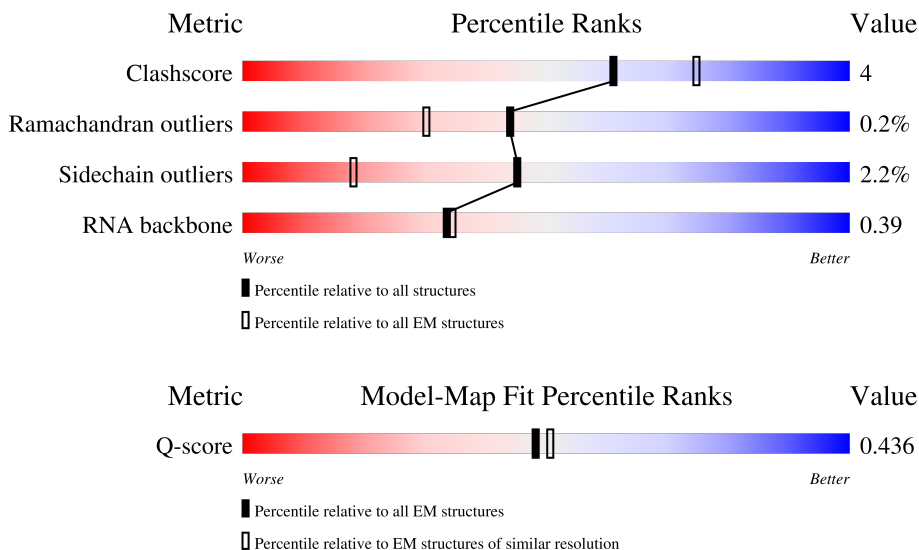 Metric Percentile Ranks Value
Clashscore 4
Ramachandran outliers 0.2%
Sidechain outliers 2.2%
RNA backbone 0.39
Worse Better
Percentile relative to all structures
Percentile relative to all EM structures
Metric Model-Map Fit Percentile Ranks Value
Q-score 0.436
Worse Better
Percentile relative to all EM structures
Percentile relative to EM structures of similar resolution